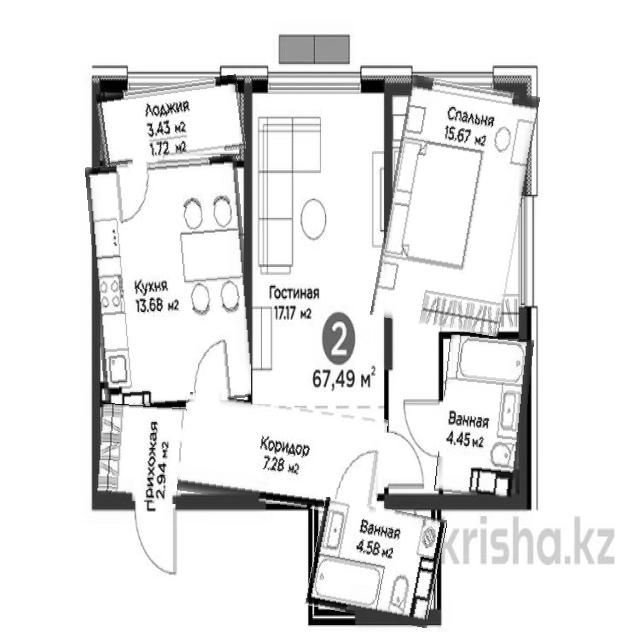 Лоджия
3.43 м2
1.72 м2
Спальня
15.67 м2
Кухня
13.68 м2
Гостиная
17.17 м2
2
67,49 м2
Ванная
4.45 м2
Прихожая
2.94 м2
Коридор
7.28 м2
Ванная
4.58 м2
krisha.kz